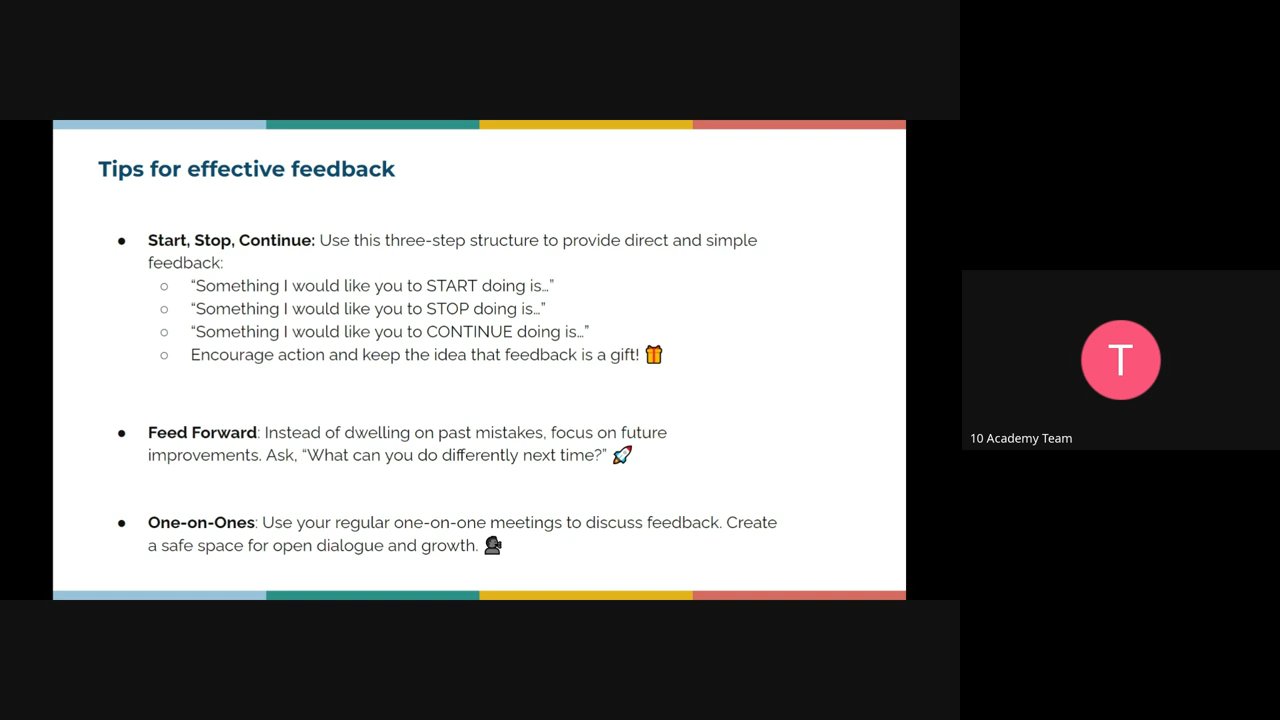 Tips for effective feedback
● Start, Stop, Continue: Use this three-step structure to provide direct and simple
feedback:
○ “Something I would like you to START doing is…”
○ “Something I would like you to STOP doing is…”
○ “Something I would like you to CONTINUE doing is…”
○ Encourage action and keep the idea that feedback is a gift! 🎁
● Feed Forward: Instead of dwelling on past mistakes, focus on future
improvements. Ask, “What can you do differently next time?” 🚀
● One-on-Ones: Use your regular one-on-one meetings to discuss feedback. Create
a safe space for open dialogue and growth. 🗣
T
10 Academy Team